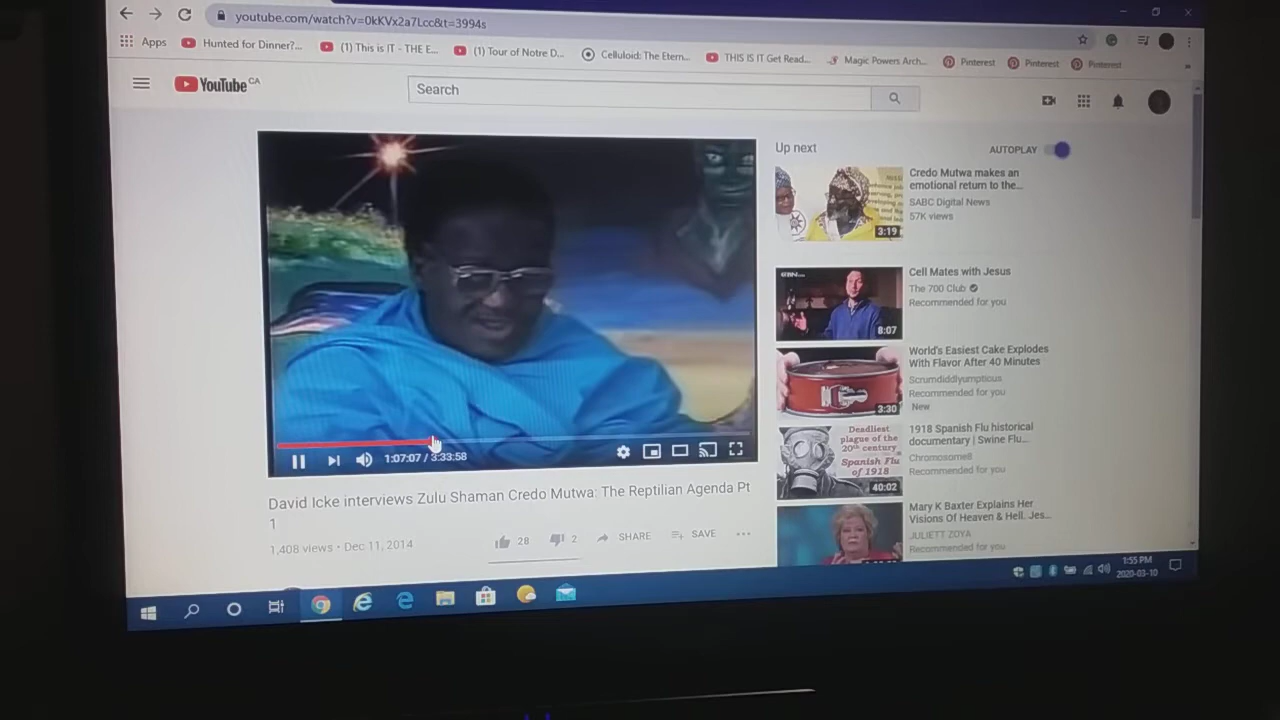 youtube.com/watch?v=0kKVx2a7Lcc&t=3994s
Apps
Hunted for Dinner?...
(1) This is IT - THE E...
(1) Tour of Notre D...
Celluloid: The Etern...
THIS IS IT Get Read...
Magic Powers Arch...
Pinterest
Pinterest
Pinterest
YouTube CA
Search
Up next
AUTOPLAY
Credo Mutwa makes an
emotional return to the...
SABC Digital News
57K views
3:19
Cell Mates with Jesus
The 700 Club
Recommended for you
8:07
World's Easiest Cake Explodes
With Flavor After 40 Minutes
Scrumdiddlyumptious
Recommended for you
New
3:30
1918 Spanish Flu historical
documentary | Swine Flu...
Chromosome8
Recommended for you
Deadliest
plague of the
20th century
Spanish Flu
of 1918
40:02
Mary K Baxter Explains Her
Visions Of Heaven & Hell. Jes...
JULIETT ZOYA
Recommended for you
1:07:07 / 3:33:58
David Icke interviews Zulu Shaman Credo Mutwa: The Reptilian Agenda Pt
1
1,408 views • Dec 11, 2014
28
2
SHARE
SAVE
1:55 PM
2020-03-10